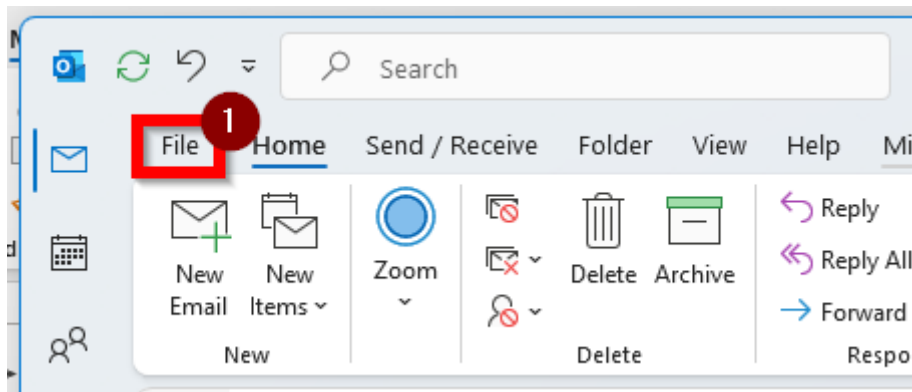 Search
1
File Home Send / Receive Folder View Help
New Email
New Items
Zoom
Delete
Archive
Reply
Reply All
Forward
New
Delete